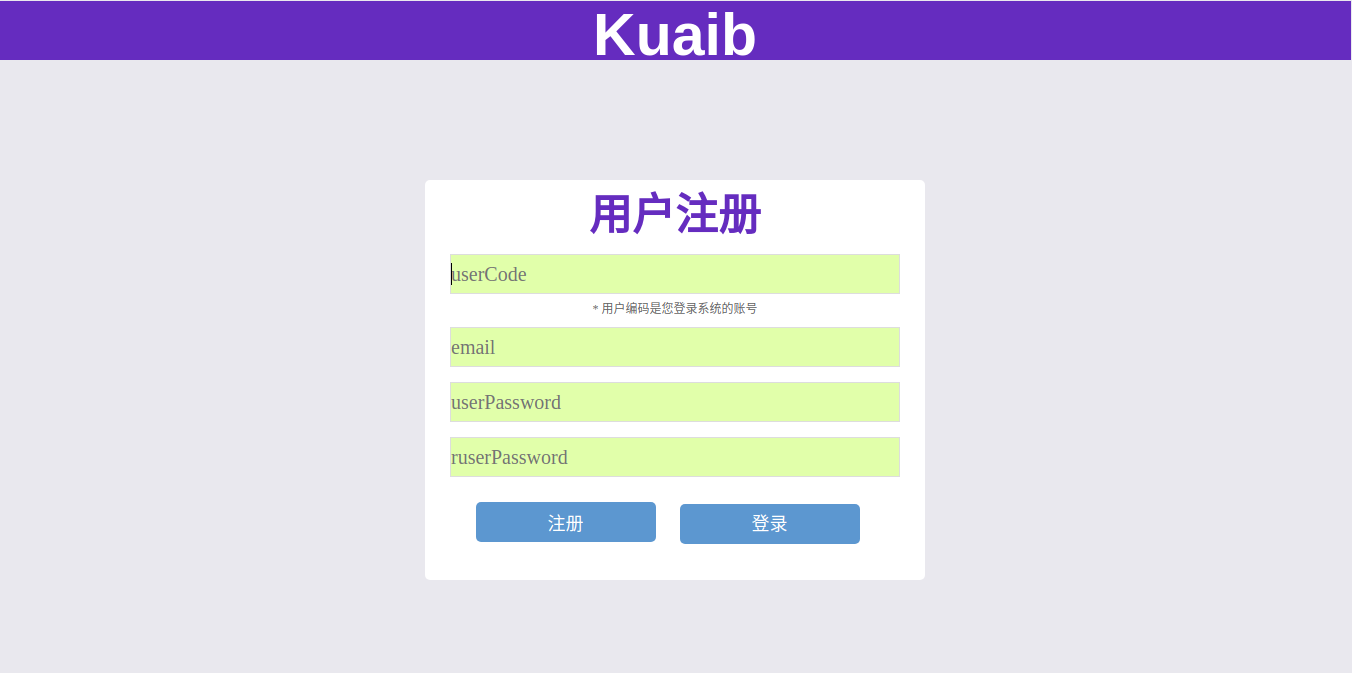 Kuaib
用户注册
userCode
* 用户编码是您登录系统的账号
email
userPassword
ruserPassword
注册 登录